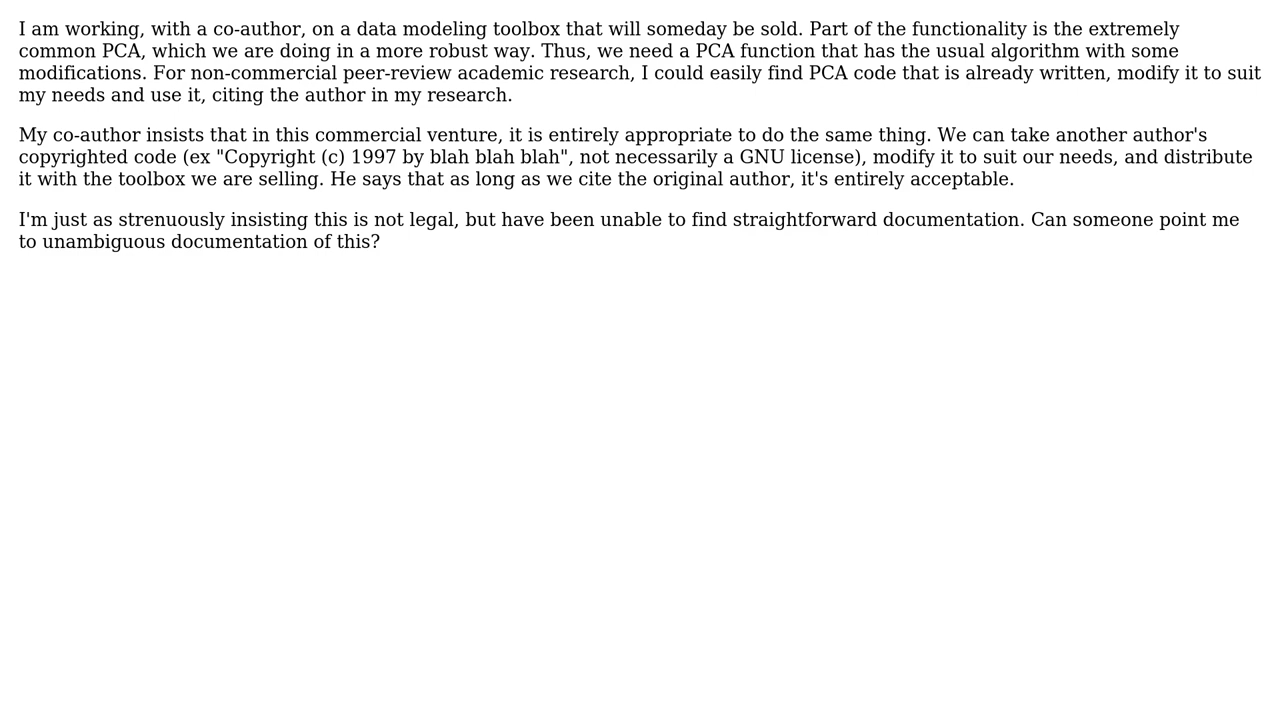 I am working, with a co-author, on a data modeling toolbox that will someday be sold. Part of the functionality is the extremely
common PCA, which we are doing in a more robust way. Thus, we need a PCA function that has the usual algorithm with some
modifications. For non-commercial peer-review academic research, I could easily find PCA code that is already written, modify it to suit
my needs and use it, citing the author in my research.
My co-author insists that in this commercial venture, it is entirely appropriate to do the same thing. We can take another author's
copyrighted code (ex "Copyright (c) 1997 by blah blah blah", not necessarily a GNU license), modify it to suit our needs, and distribute
it with the toolbox we are selling. He says that as long as we cite the original author, it's entirely acceptable.
I'm just as strenuously insisting this is not legal, but have been unable to find straightforward documentation. Can someone point me
to unambiguous documentation of this?